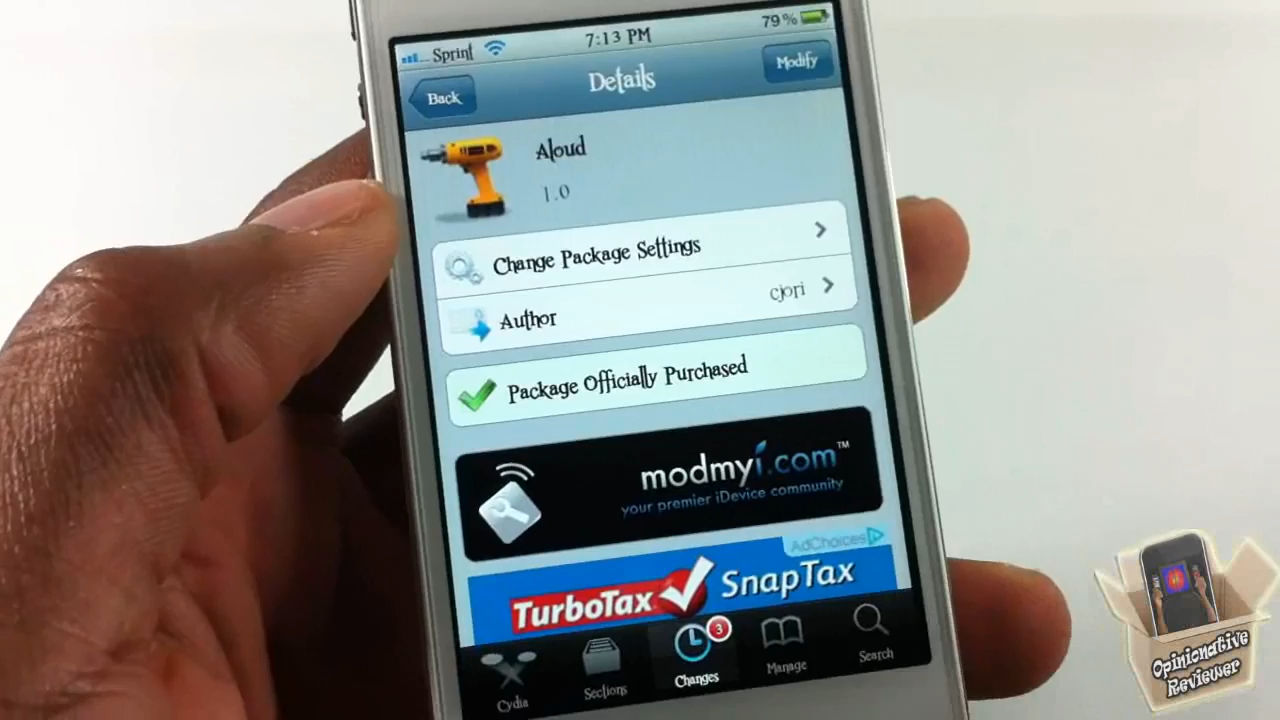 Sprint 7:13 PM 79%
Back Details Modify
Aloud
1.0
Change Package Settings
Author cjori
Package Officially Purchased
modmyi.com™
your premier iDevice community
AdChoices
TurboTax SnapTax
3
Cydia Sections Changes Manage Search
Opinionative
Reviewer